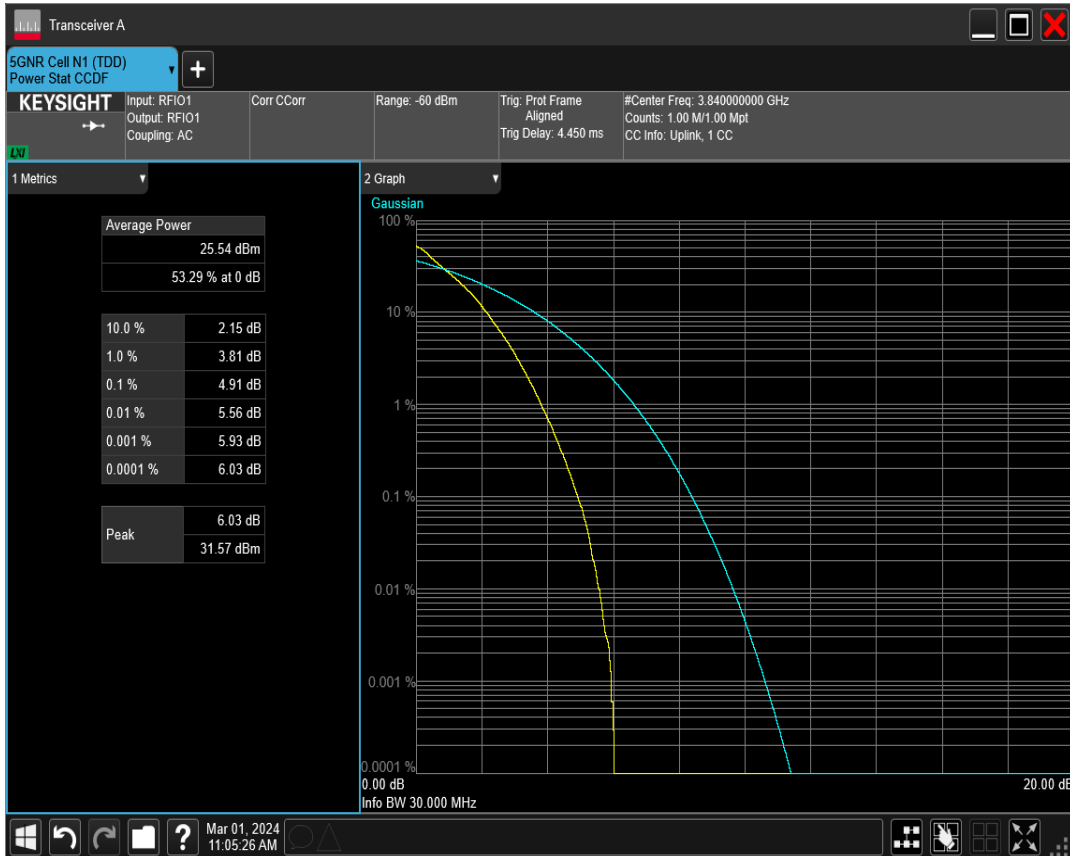 Transceiver A
5GNR Cell N1 (TDD)
Power Stat CCDF
+
KEYSIGHT
LXI
Input: RFIO1
Output: RFIO1
Coupling: AC
Corr CCorr
Range: -60 dBm
Trig: Prot Frame
Aligned
Trig Delay: 4.450 ms
#Center Freq: 3.840000000 GHz
Counts: 1.00 M/1.00 Mpt
CC Info: Uplink, 1 CC
1 Metrics
Average Power
25.54 dBm
53.29 % at 0 dB
10.0 % 2.15 dB
1.0 % 3.81 dB
0.1 % 4.91 dB
0.01 % 5.56 dB
0.001 % 5.93 dB
0.0001 % 6.03 dB
Peak
6.03 dB
31.57 dBm
2 Graph
Gaussian
100 %
10 %
1 %
0.1 %
0.01 %
0.001 %
0.0001 %
0.00 dB 20.00 dB
Info BW 30.000 MHz
?
Mar 01, 2024
11:05:26 AM